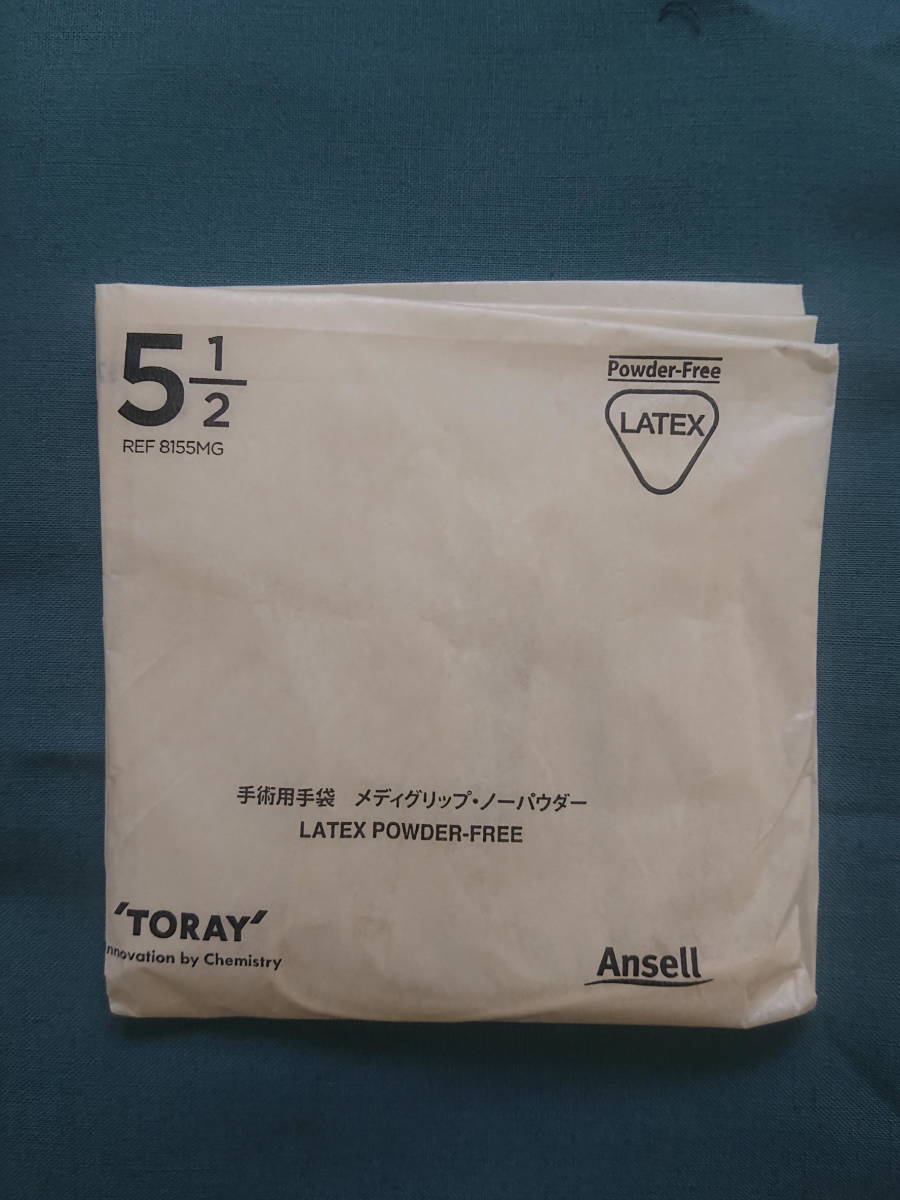 5 1/2
REF 8155MG
Powder-Free
LATEX
手術用手袋 メディグリップ・ノーパウダー
LATEX POWDER-FREE
'TORAY'
nnovation by Chemistry
Ansell